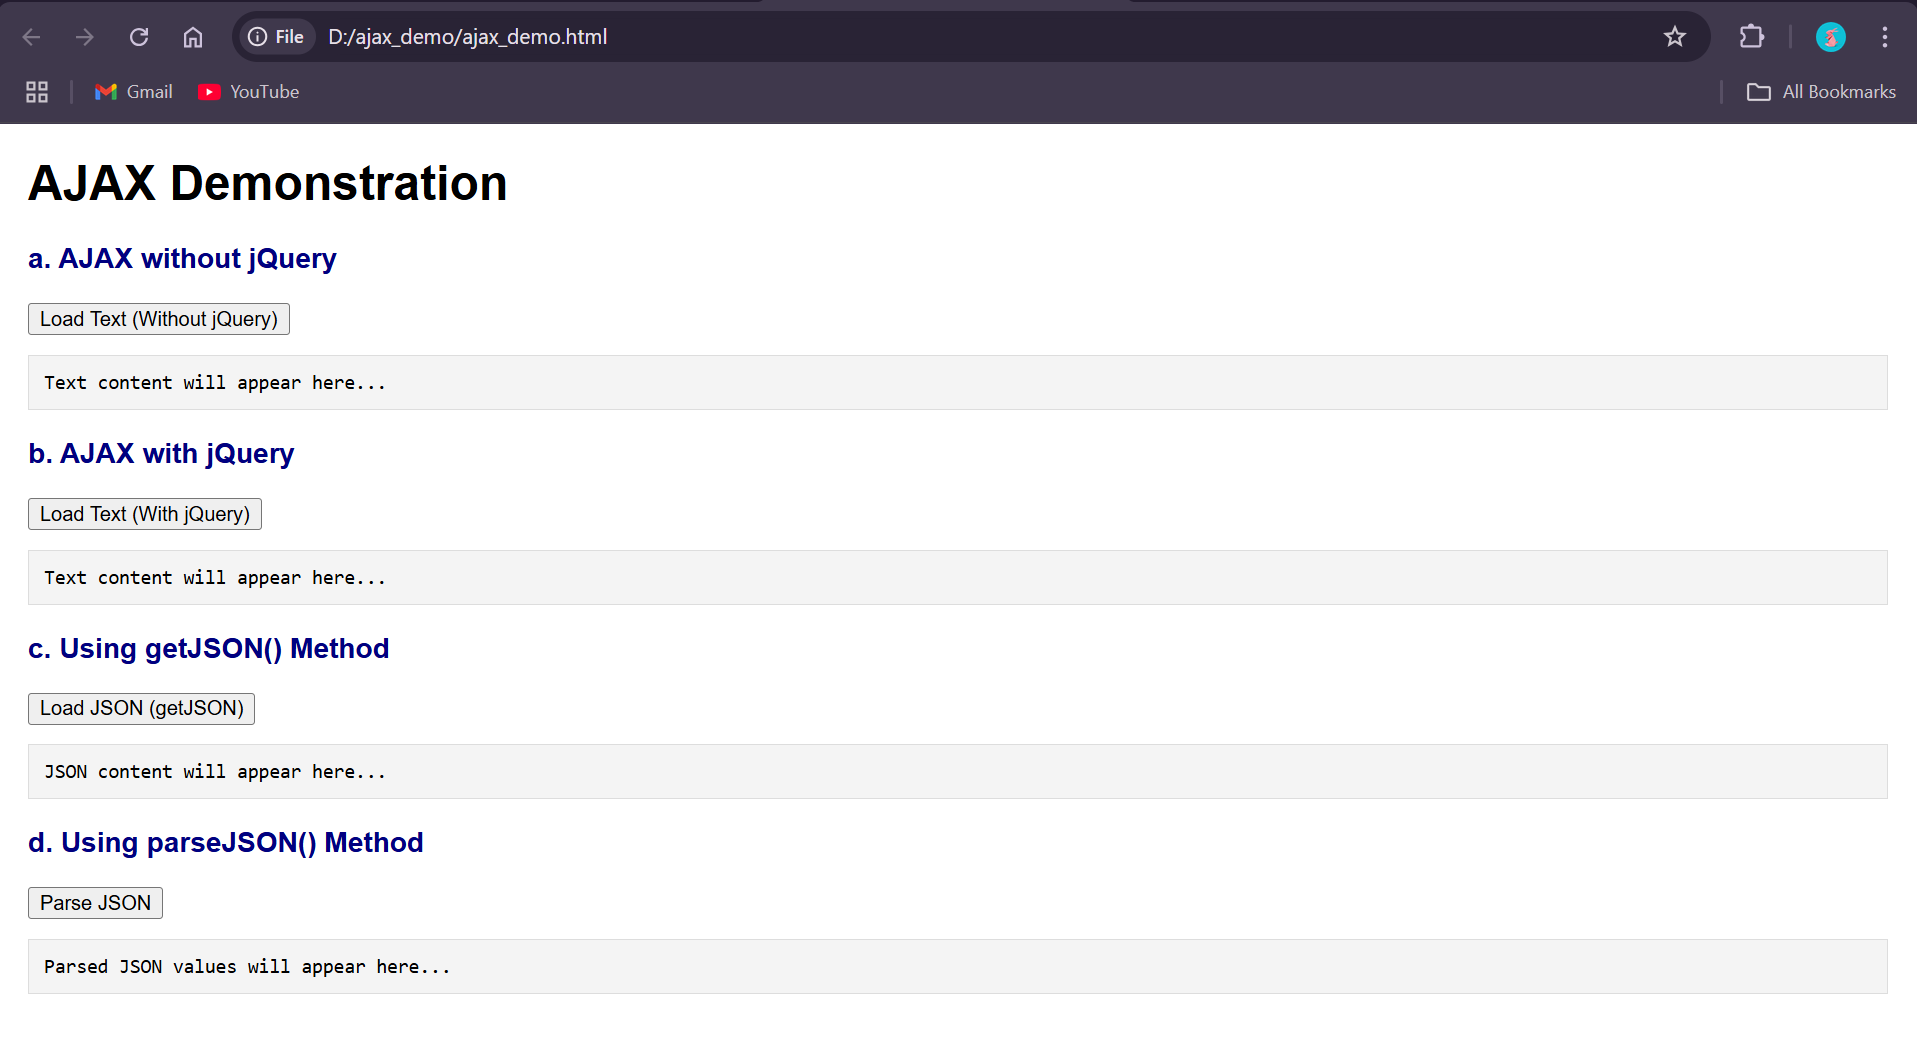 File D:/ajax_demo/ajax_demo.html
Gmail YouTube All Bookmarks
AJAX Demonstration
a. AJAX without jQuery
Load Text (Without jQuery)
Text content will appear here...
b. AJAX with jQuery
Load Text (With jQuery)
Text content will appear here...
c. Using getJSON() Method
Load JSON (getJSON)
JSON content will appear here...
d. Using parseJSON() Method
Parse JSON
Parsed JSON values will appear here...